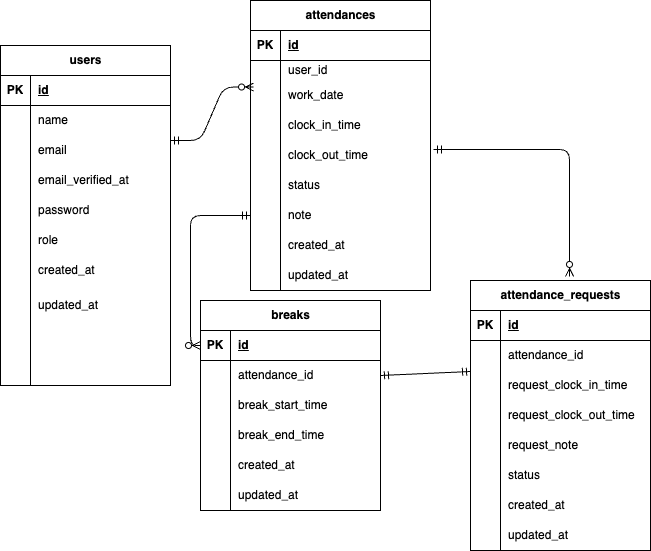 users
PK id
name
email
email_verified_at
password
role
created_at
updated_at
attendances
PK id
user_id
work_date
clock_in_time
clock_out_time
status
note
created_at
updated_at
breaks
PK id
attendance_id
break_start_time
break_end_time
created_at
updated_at
attendance_requests
PK id
attendance_id
request_clock_in_time
request_clock_out_time
request_note
status
created_at
updated_at